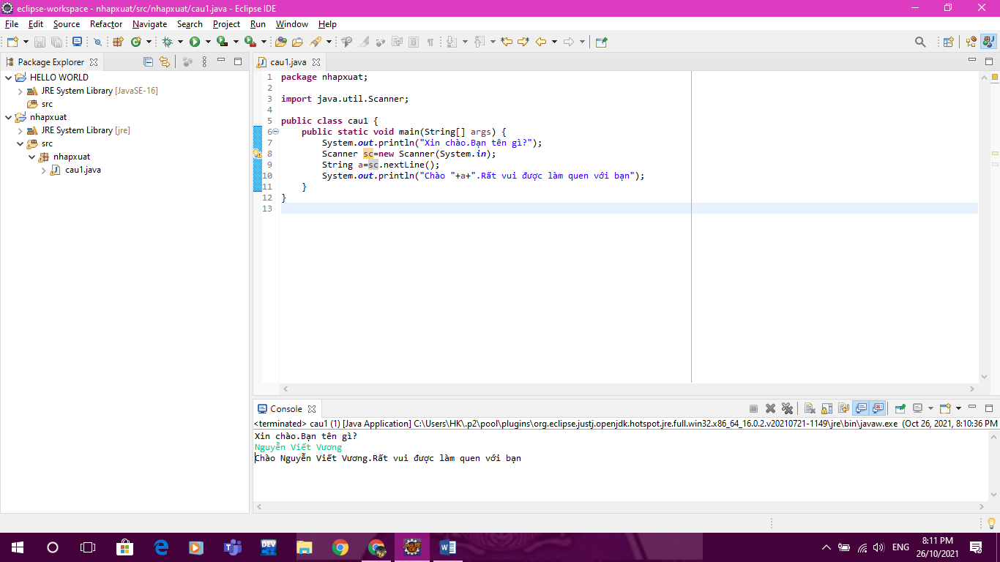 eclipse-workspace - nhapxuat/src/nhapxuat/cau1.java - Eclipse IDE
File Edit Source Refactor Navigate Search Project Run Window Help
Package Explorer
HELLO WORLD
JRE System Library [JavaSE-16]
src
nhapxuat
JRE System Library [jre]
src
nhapxuat
cau1.java
cau1.java
1 package nhapxuat;
2
3 import java.util.Scanner;
4
5 public class cau1 {
6 public static void main(String[] args) {
7 System.out.println("Xin chào.Bạn tên gì?");
8 Scanner sc=new Scanner(System.in);
9 String a=sc.nextLine();
10 System.out.println("Chào "+a+".Rất vui được làm quen với bạn");
11 }
12 }
13
Console
<terminated> cau1 (1) [Java Application] C:\Users\HK\.p2\pool\plugins\org.eclipse.justj.openjdk.hotspot.jre.full.win32.x86_64_16.0.2.v20210721-1149\jre\bin\javaw.exe (Oct 26, 2021, 8:10:36 PM
Xin chào.Bạn tên gì?
Nguyễn Viết Vương
Chào Nguyễn Viết Vương.Rất vui được làm quen với bạn
DEV
JAVA EE
IDE
ENG
8:11 PM
26/10/2021